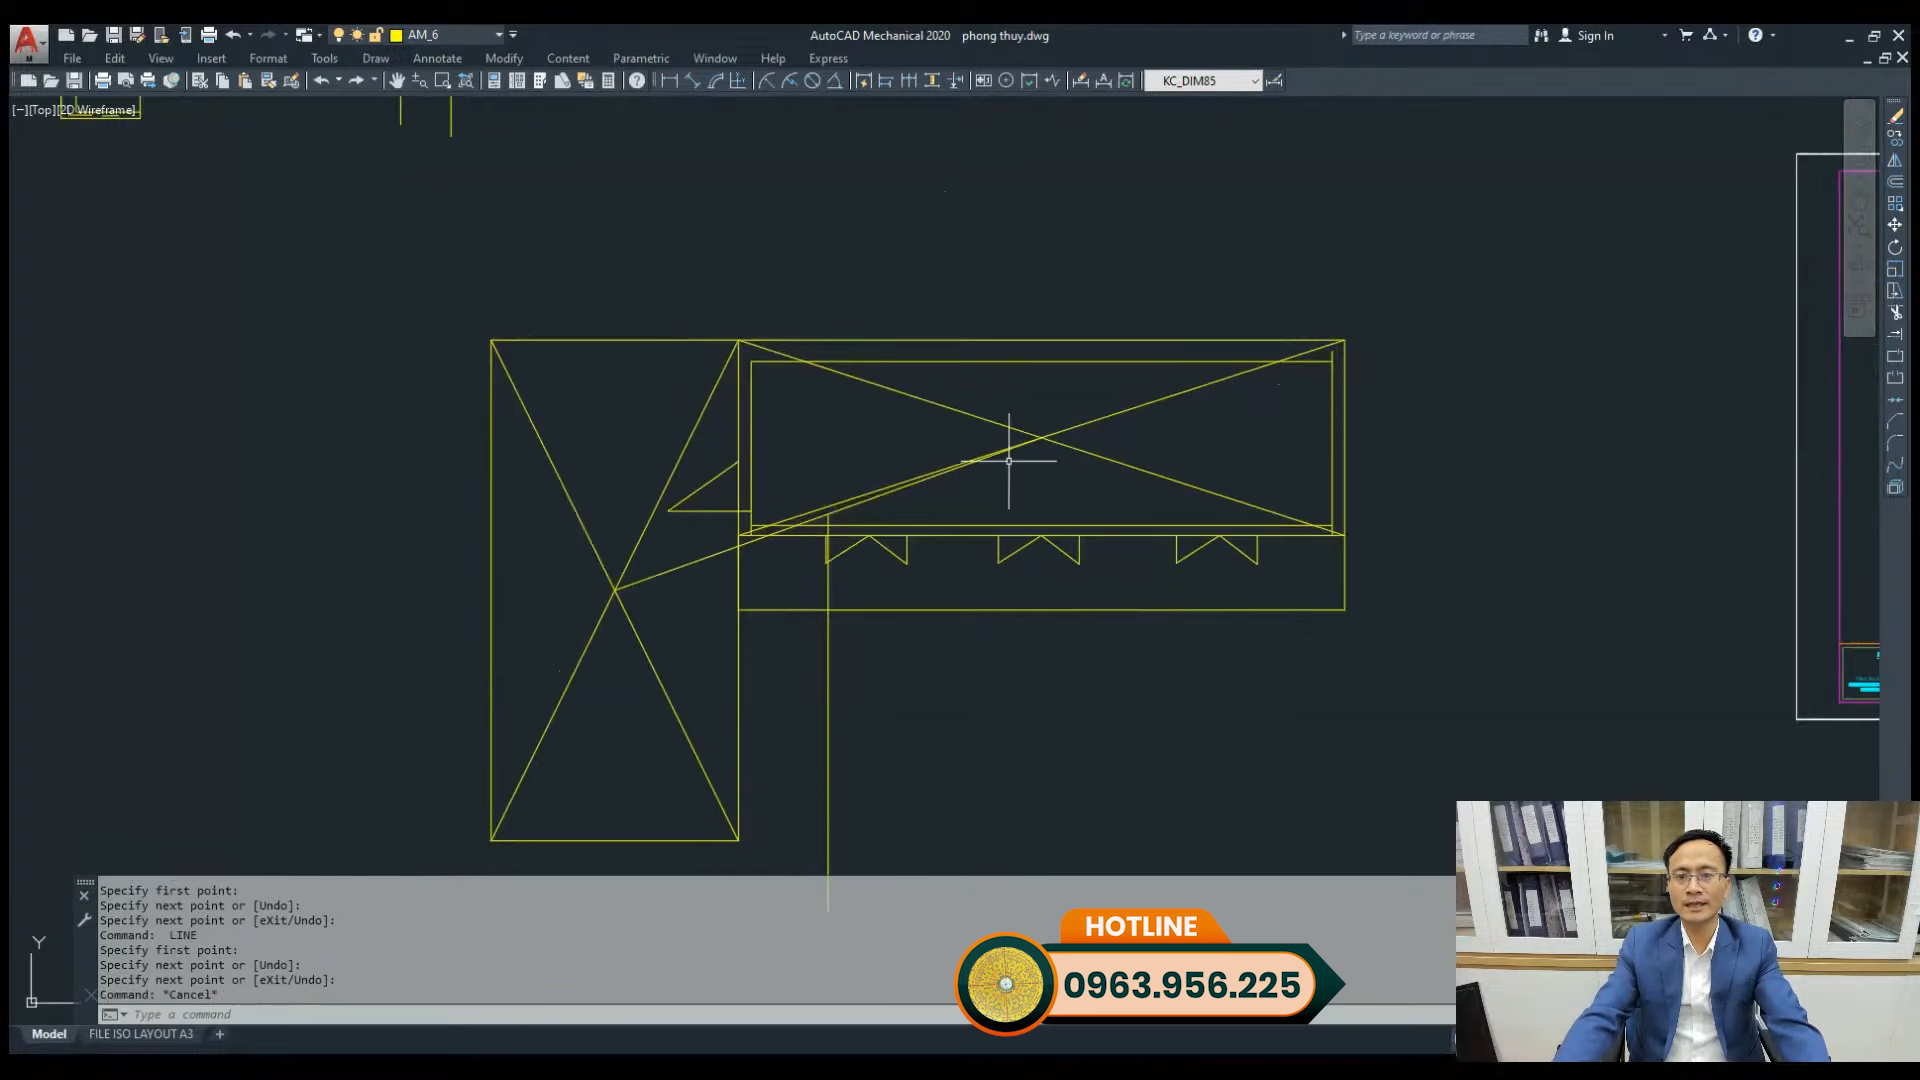 AM_6
AutoCAD Mechanical 2020 phong thuy.dwg
Type a keyword or phrase
Sign In
File Edit View Insert Format Tools Draw Annotate Modify Content Parametric Window Help Express
KC_DIM85
[−][Top][2D Wireframe]
Specify first point:
Specify next point or [Undo]:
Specify next point or [eXit/Undo]:
Command: LINE
Specify first point:
Specify next point or [Undo]:
Specify next point or [eXit/Undo]:
Command: *Cancel*
Type a command
Y
Model FILE ISO LAYOUT A3 +
HOTLINE
0963.956.225